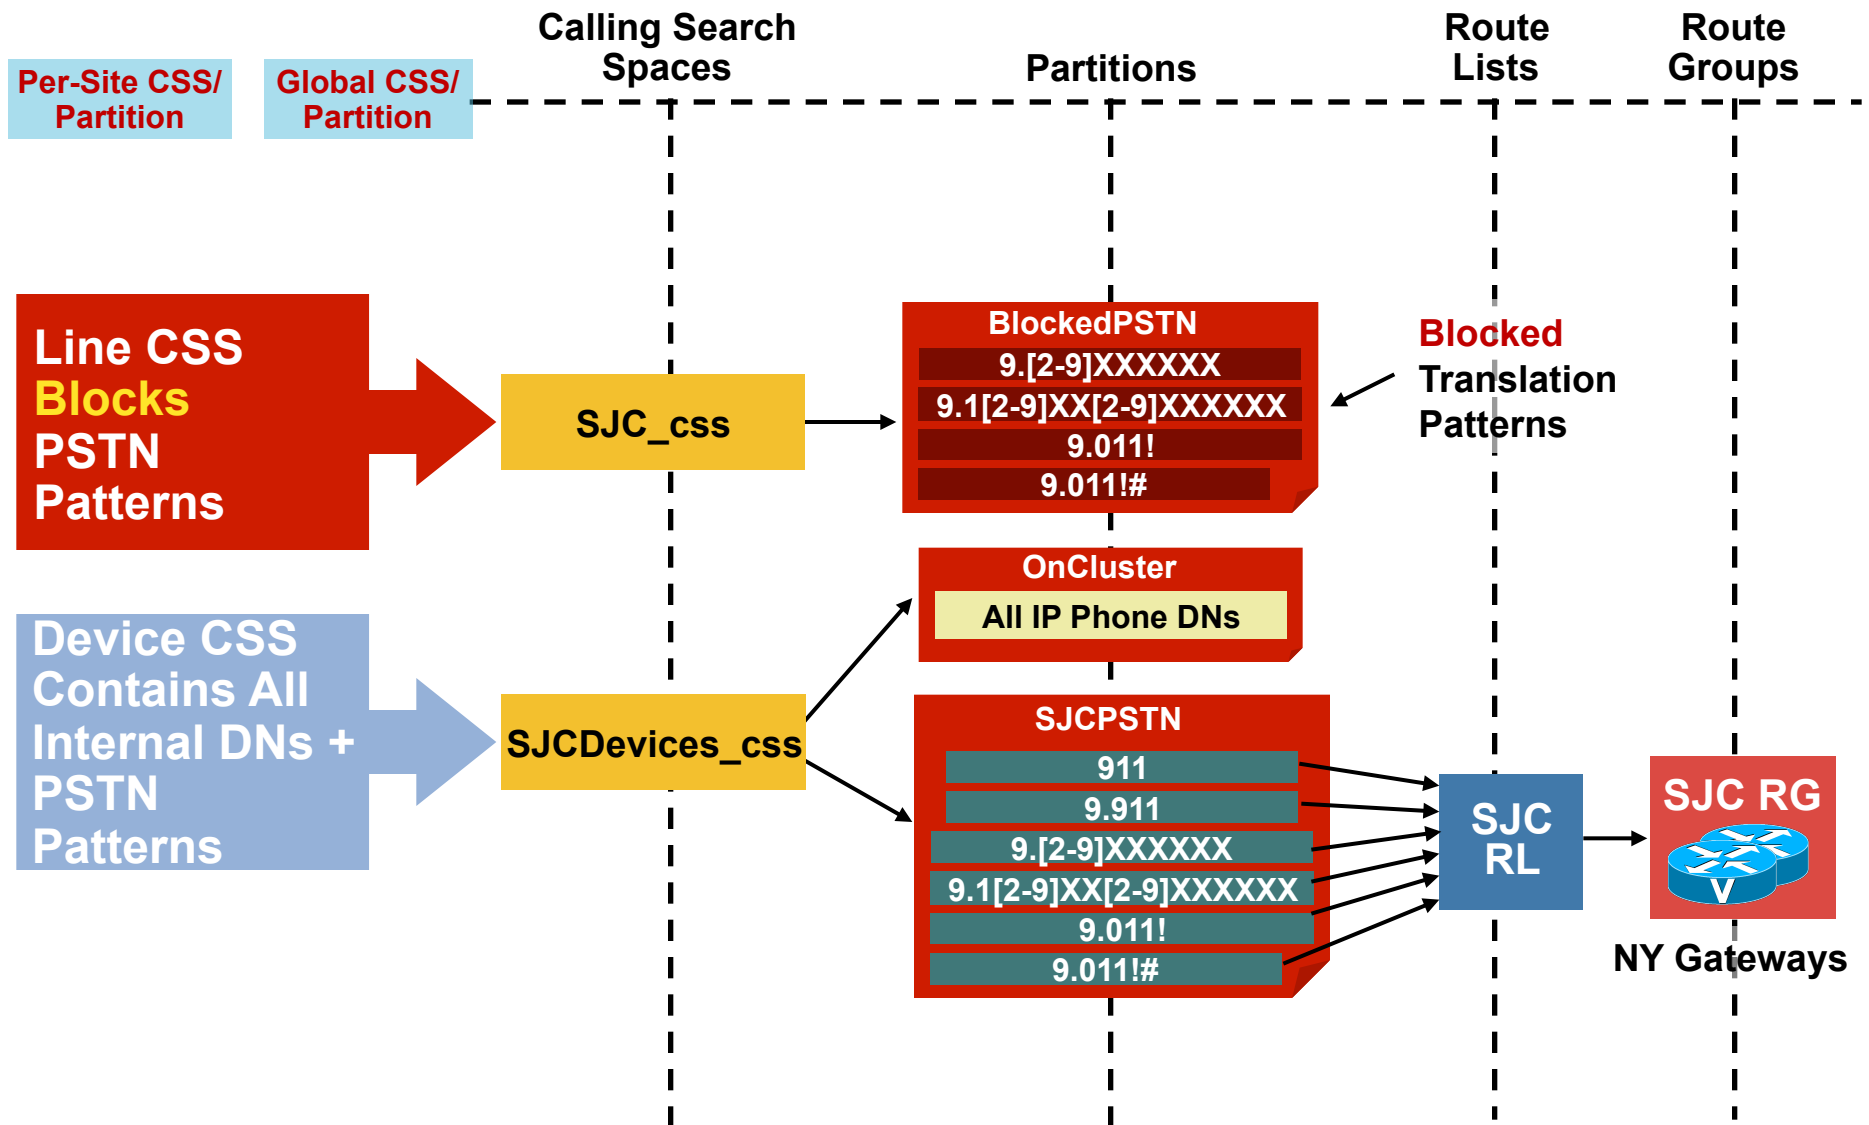 Calling Search
Spaces
Partitions
Route
Lists
Route
Groups
Per-Site CSS/
Partition
Global CSS/
Partition
Line CSS
Blocks
PSTN
Patterns
SJC_css
BlockedPSTN
9.[2-9]XXXXXX
9.1[2-9]XX[2-9]XXXXXX
9.011!
9.011!#
Blocked
Translation
Patterns
Device CSS
Contains All
Internal DNs +
PSTN
Patterns
SJCDevices_css
OnCluster
All IP Phone DNs
SJCPSTN
911
9.911
9.[2-9]XXXXXX
9.1[2-9]XX[2-9]XXXXXX
9.011!
9.011!#
SJC
RL
SJC RG
V
NY Gateways